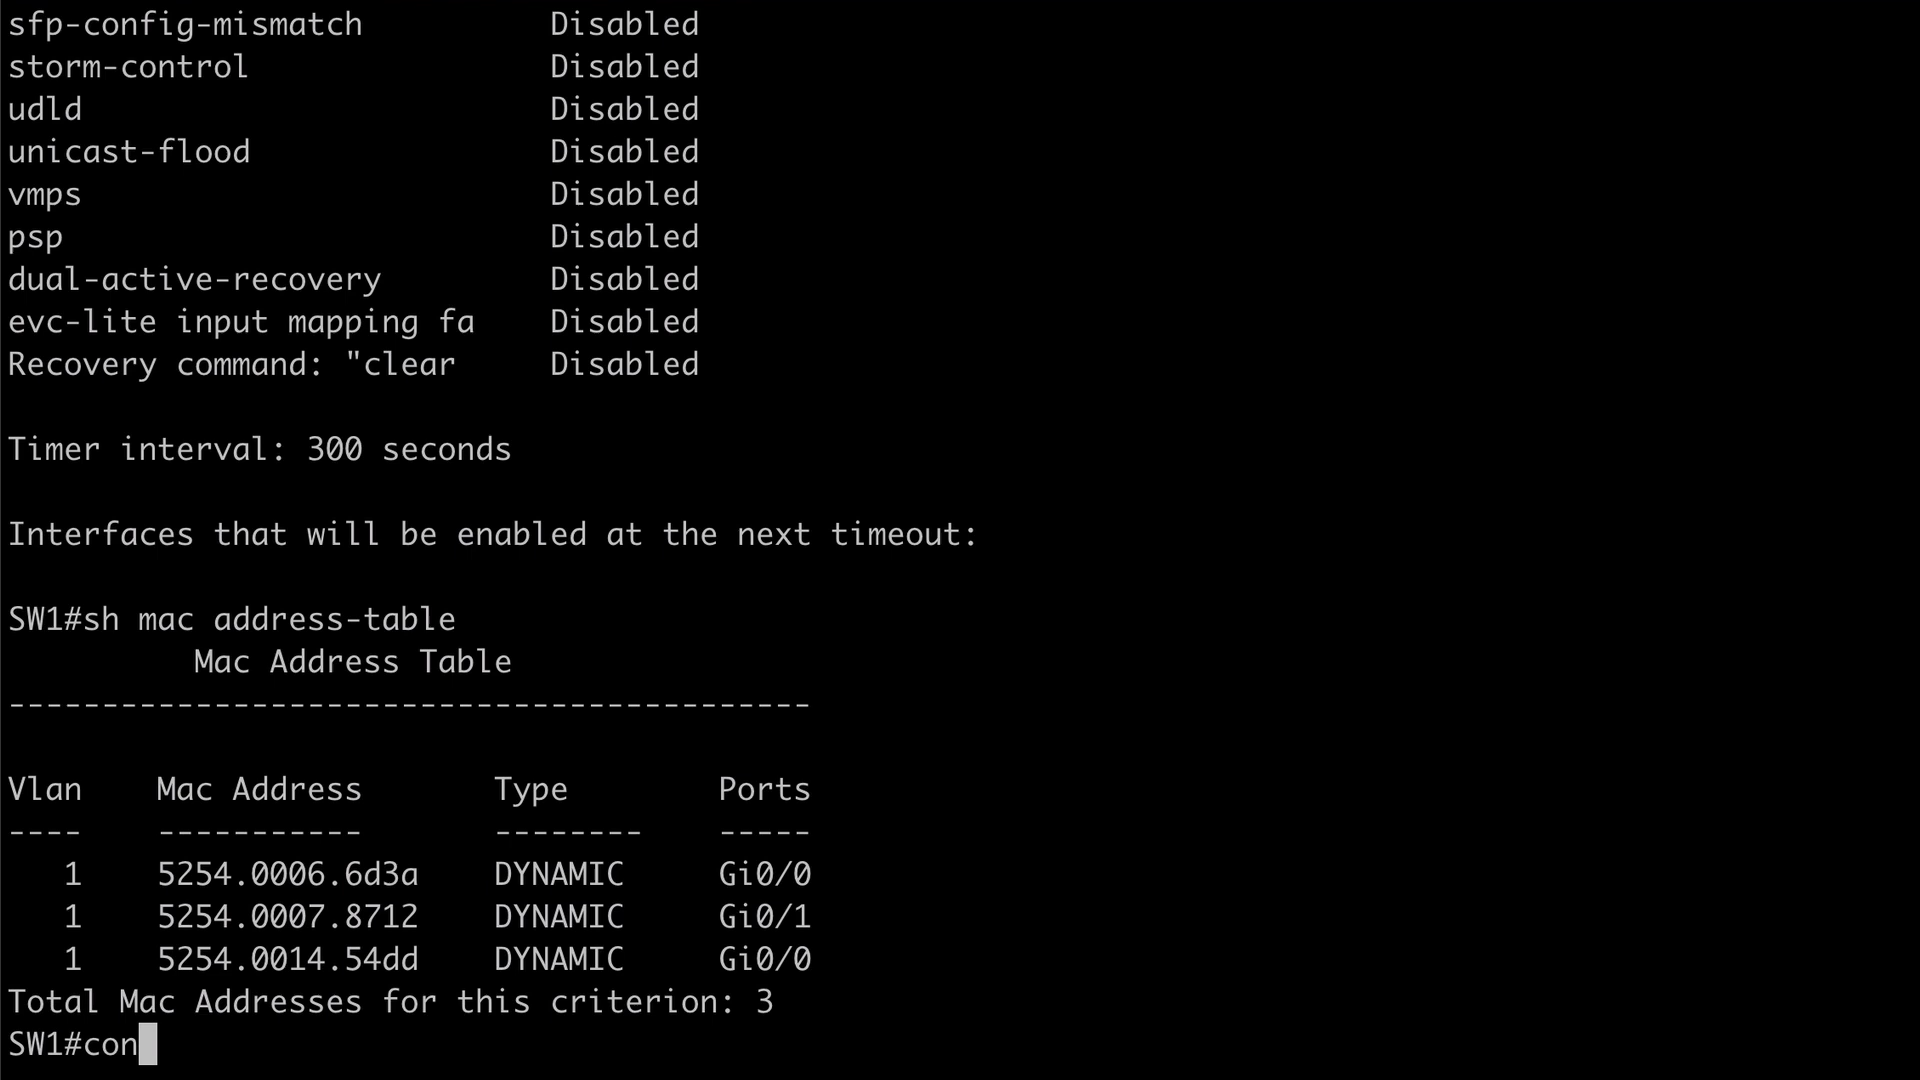 sfp-config-mismatch          Disabled
storm-control                Disabled
udld                         Disabled
unicast-flood                Disabled
vmps                         Disabled
psp                          Disabled
dual-active-recovery         Disabled
evc-lite input mapping fa    Disabled
Recovery command: "clear     Disabled

Timer interval: 300 seconds

Interfaces that will be enabled at the next timeout:

SW1#sh mac address-table
          Mac Address Table
-------------------------------------------

Vlan    Mac Address       Type        Ports
----    -----------       --------    -----
   1    5254.0006.6d3a    DYNAMIC     Gi0/0
   1    5254.0007.8712    DYNAMIC     Gi0/1
   1    5254.0014.54dd    DYNAMIC     Gi0/0
Total Mac Addresses for this criterion: 3
SW1#con